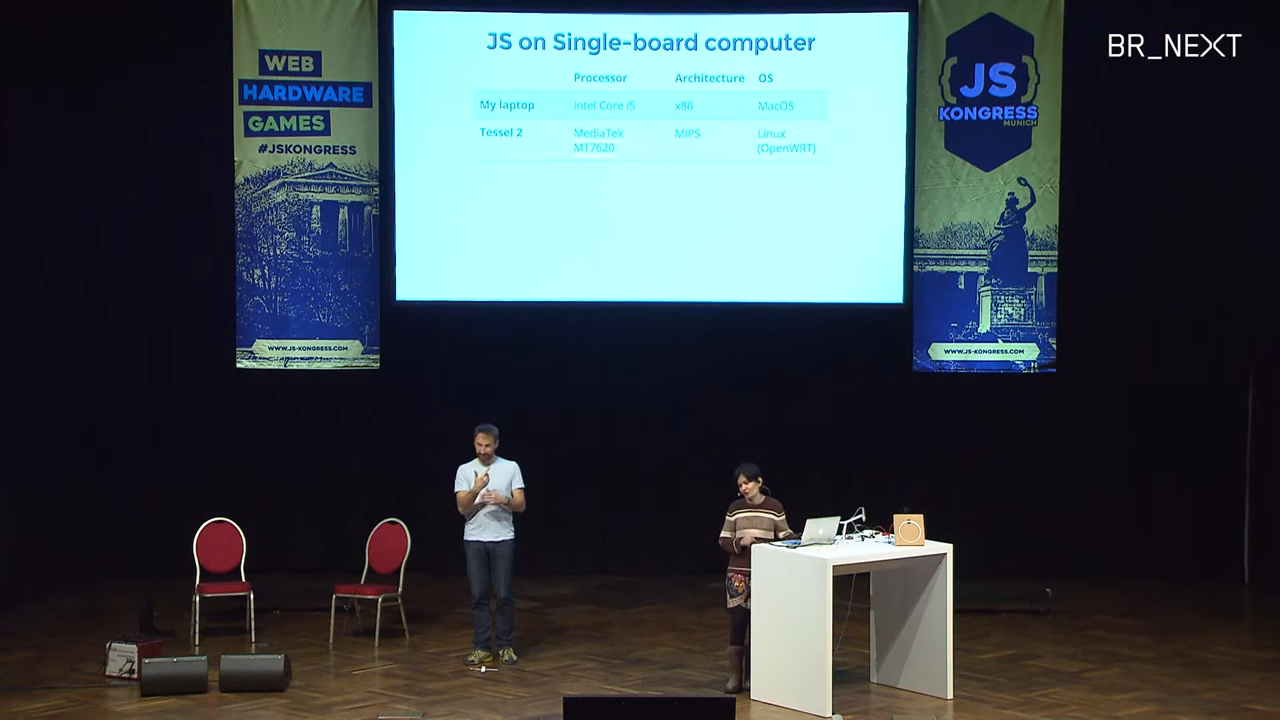 BR_NEXT
WEB
HARDWARE
GAMES
#JSKONGRESS
WWW.JS-KONGRESS.COM
JS on Single-board computer
Processor Architecture OS
My laptop Intel Core i5 x86 MacOS
Tessel 2 MediaTek MIPS Linux
MT7620 (OpenWRT)
{JS}
KONGRESS
MUNICH
WWW.JS-KONGRESS.COM